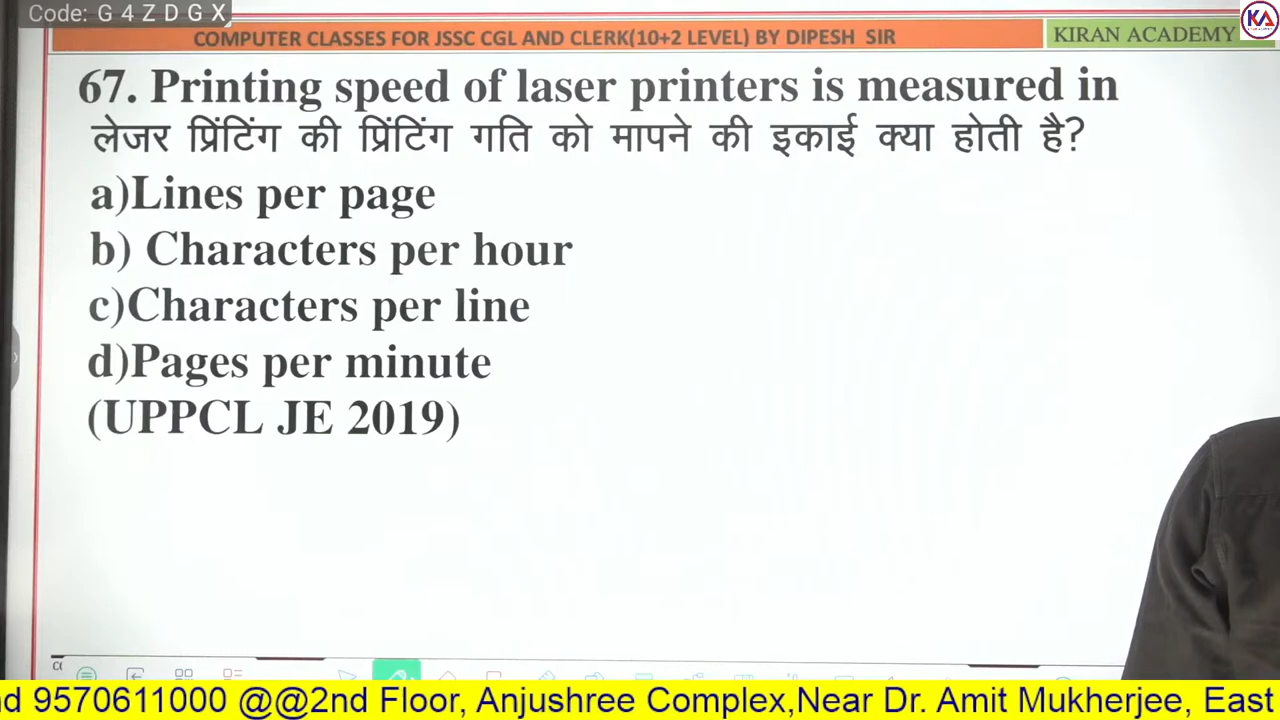 Code: G 4 Z D G X
COMPUTER CLASSES FOR JSSC CGL AND CLERK(10+2 LEVEL) BY DIPESH SIR
KIRAN ACADEMY
KA
67. Printing speed of laser printers is measured in
लेजर प्रिंटिंग की प्रिंटिंग गति को मापने की इकाई क्या होती है?
a)Lines per page
b) Characters per hour
c)Characters per line
d)Pages per minute
(UPPCL JE 2019)
9570611000 @@2nd Floor, Anjushree Complex,Near Dr. Amit Mukherjee, East